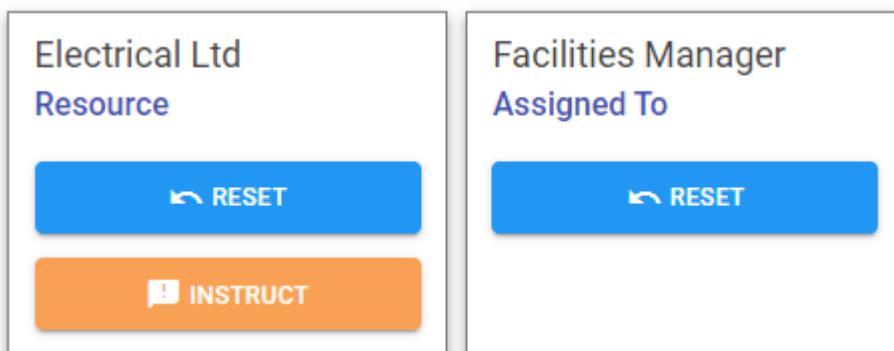 Electrical Ltd
Resource
RESET
INSTRUCT
Facilities Manager
Assigned To
RESET